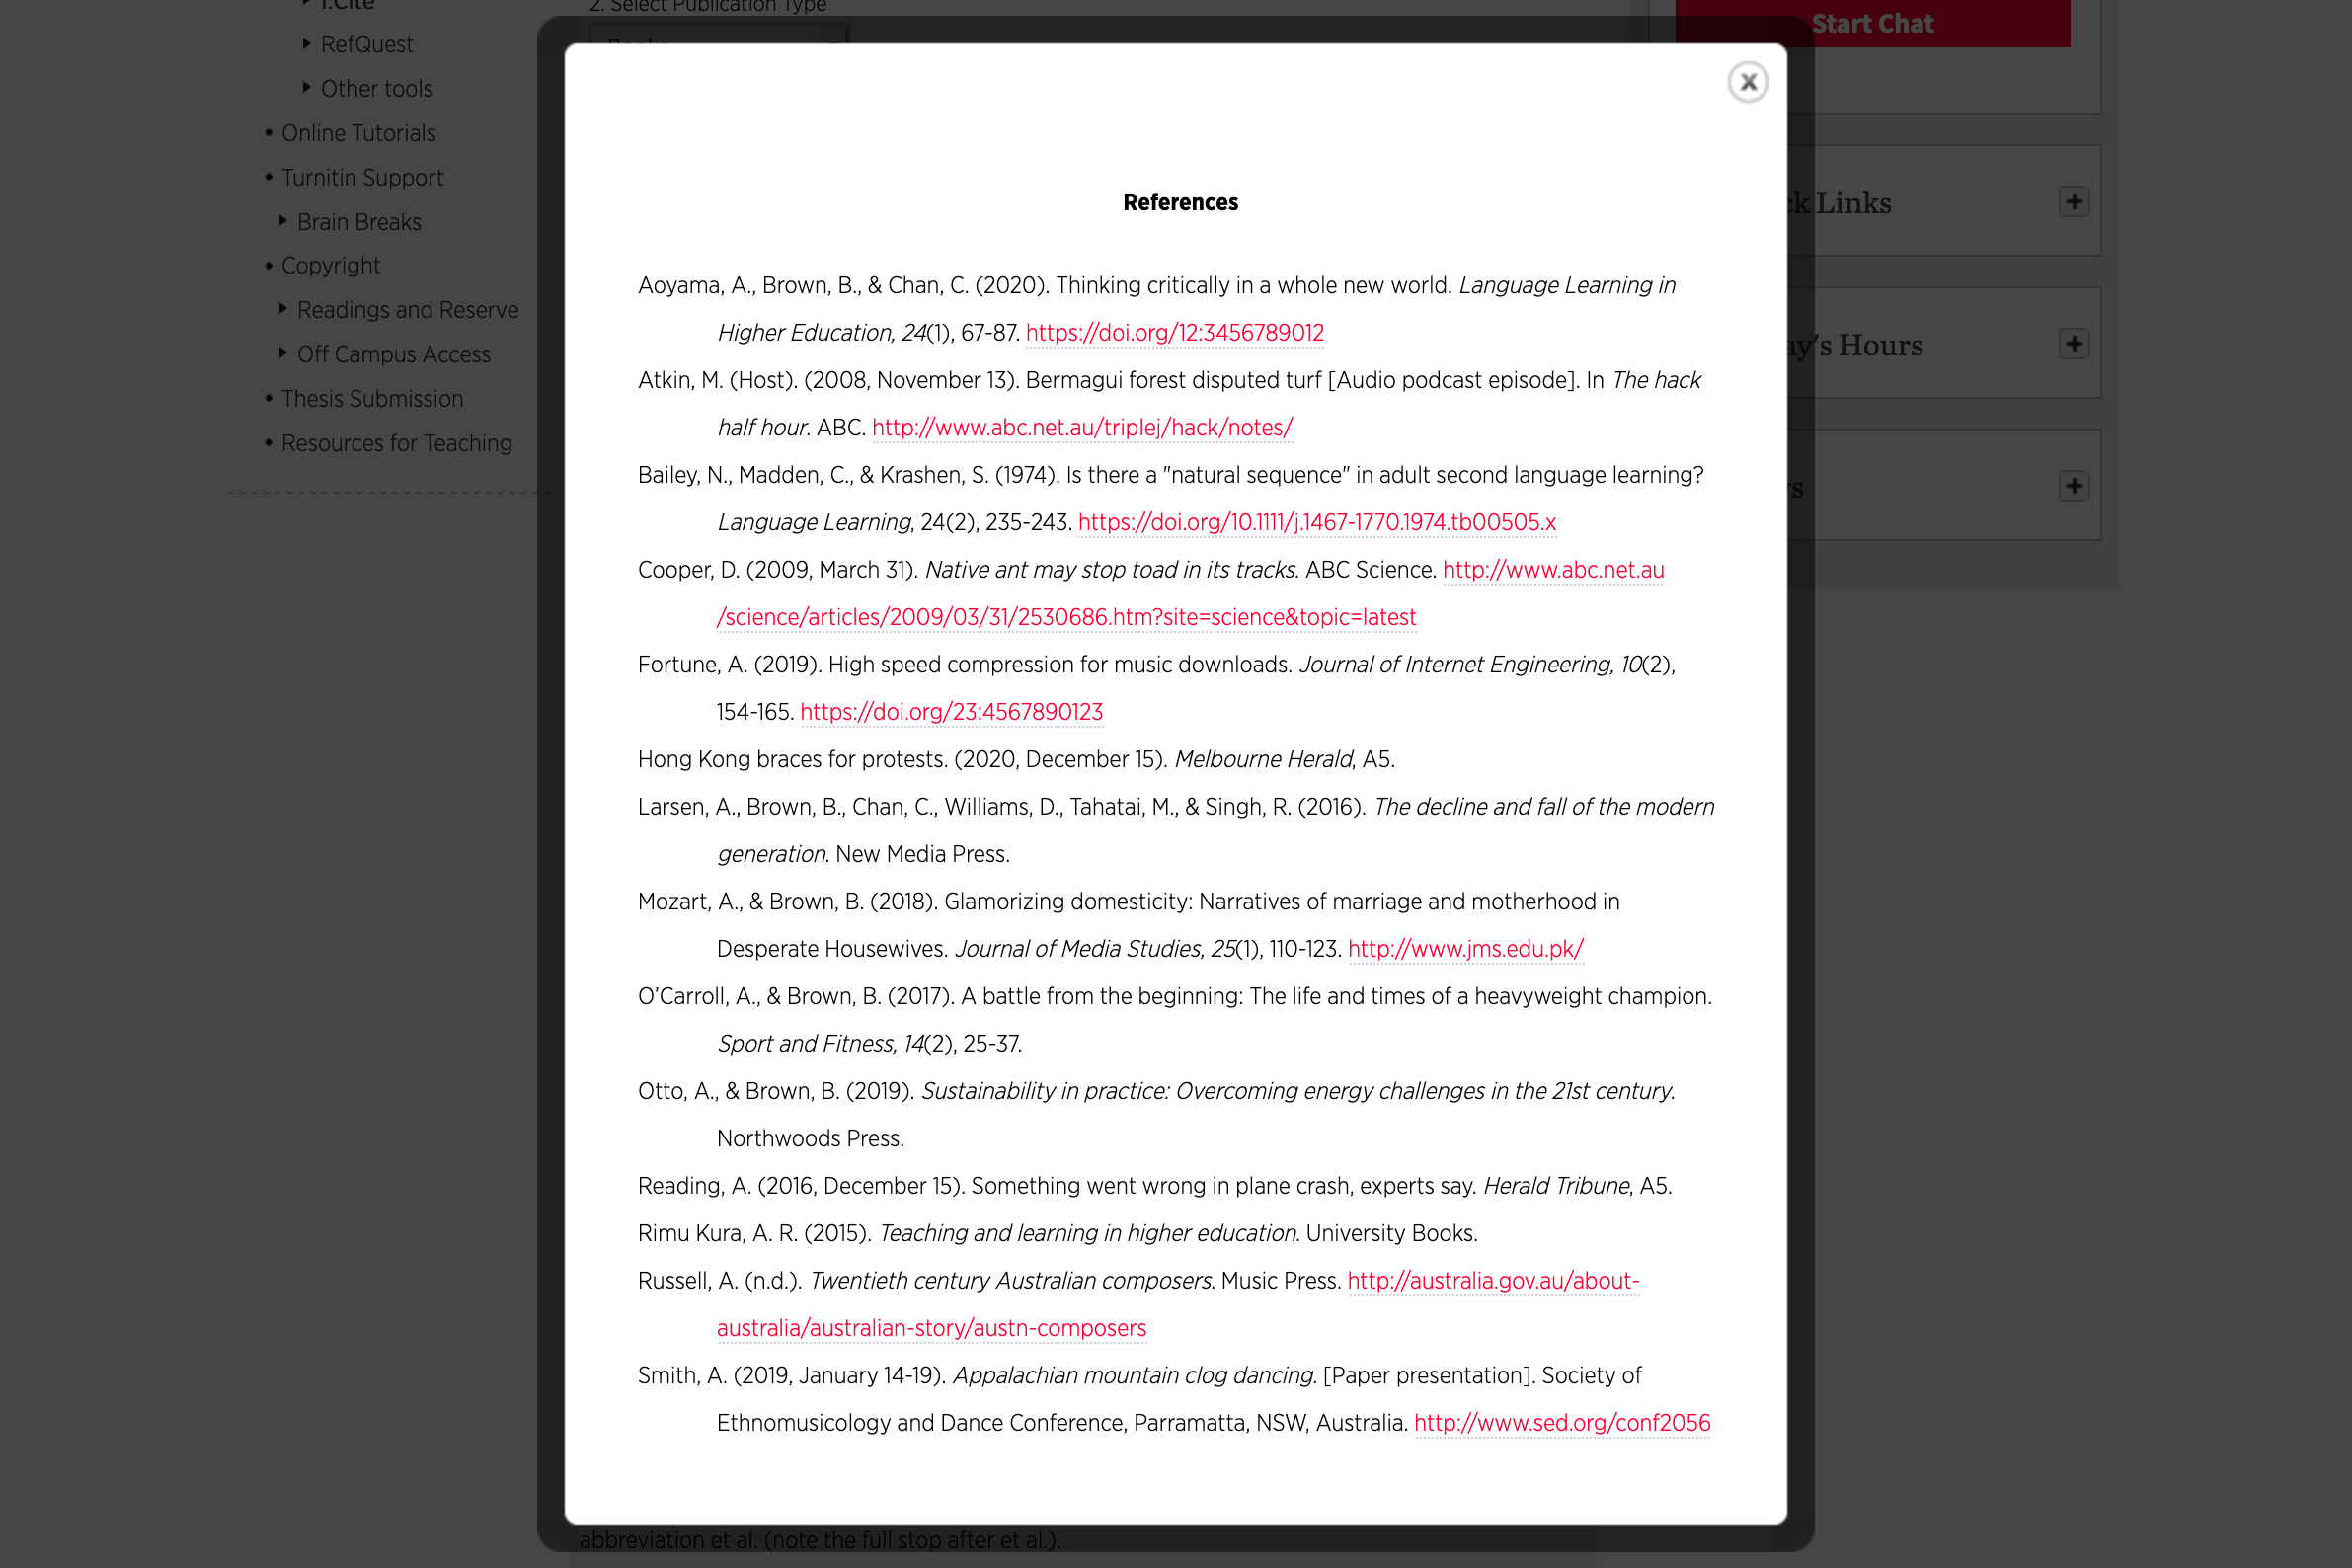 I.Cite
RefQuest
Other tools
Online Tutorials
Turnitin Support
Brain Breaks
Copyright
Readings and Reserve
Off Campus Access
Thesis Submission
Resources for Teaching
2. Select Publication Type
Books
x
References
Aoyama, A., Brown, B., & Chan, C. (2020). Thinking critically in a whole new world. Language Learning in
Higher Education, 24(1), 67-87. https://doi.org/12:3456789012
Atkin, M. (Host). (2008, November 13). Bermagui forest disputed turf [Audio podcast episode]. In The hack
half hour. ABC. http://www.abc.net.au/triplej/hack/notes/
Bailey, N., Madden, C., & Krashen, S. (1974). Is there a "natural sequence" in adult second language learning?
Language Learning, 24(2), 235-243. https://doi.org/10.1111/j.1467-1770.1974.tb00505.x
Cooper, D. (2009, March 31). Native ant may stop toad in its tracks. ABC Science. http://www.abc.net.au
/science/articles/2009/03/31/2530686.htm?site=science&topic=latest
Fortune, A. (2019). High speed compression for music downloads. Journal of Internet Engineering, 10(2),
154-165. https://doi.org/23:4567890123
Hong Kong braces for protests. (2020, December 15). Melbourne Herald, A5.
Larsen, A., Brown, B., Chan, C., Williams, D., Tahatai, M., & Singh, R. (2016). The decline and fall of the modern
generation. New Media Press.
Mozart, A., & Brown, B. (2018). Glamorizing domesticity: Narratives of marriage and motherhood in
Desperate Housewives. Journal of Media Studies, 25(1), 110-123. http://www.jms.edu.pk/
O’Carroll, A., & Brown, B. (2017). A battle from the beginning: The life and times of a heavyweight champion.
Sport and Fitness, 14(2), 25-37.
Otto, A., & Brown, B. (2019). Sustainability in practice: Overcoming energy challenges in the 21st century.
Northwoods Press.
Reading, A. (2016, December 15). Something went wrong in plane crash, experts say. Herald Tribune, A5.
Rimu Kura, A. R. (2015). Teaching and learning in higher education. University Books.
Russell, A. (n.d.). Twentieth century Australian composers. Music Press. http://australia.gov.au/about-
australia/australian-story/austn-composers
Smith, A. (2019, January 14-19). Appalachian mountain clog dancing. [Paper presentation]. Society of
Ethnomusicology and Dance Conference, Parramatta, NSW, Australia. http://www.sed.org/conf2056
abbreviation et al. (note the full stop after et al.).
Start Chat
ck Links
ay's Hours